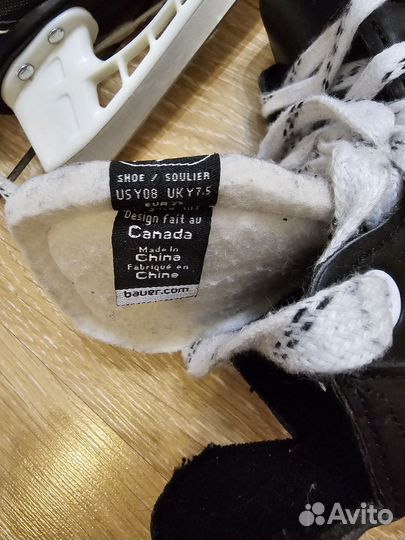 SHOE / SOULIER
USY08 UKY7.5
Design fait au
Canada
Made in
China
Fabriqué en
Chine
bauer.com
Avito